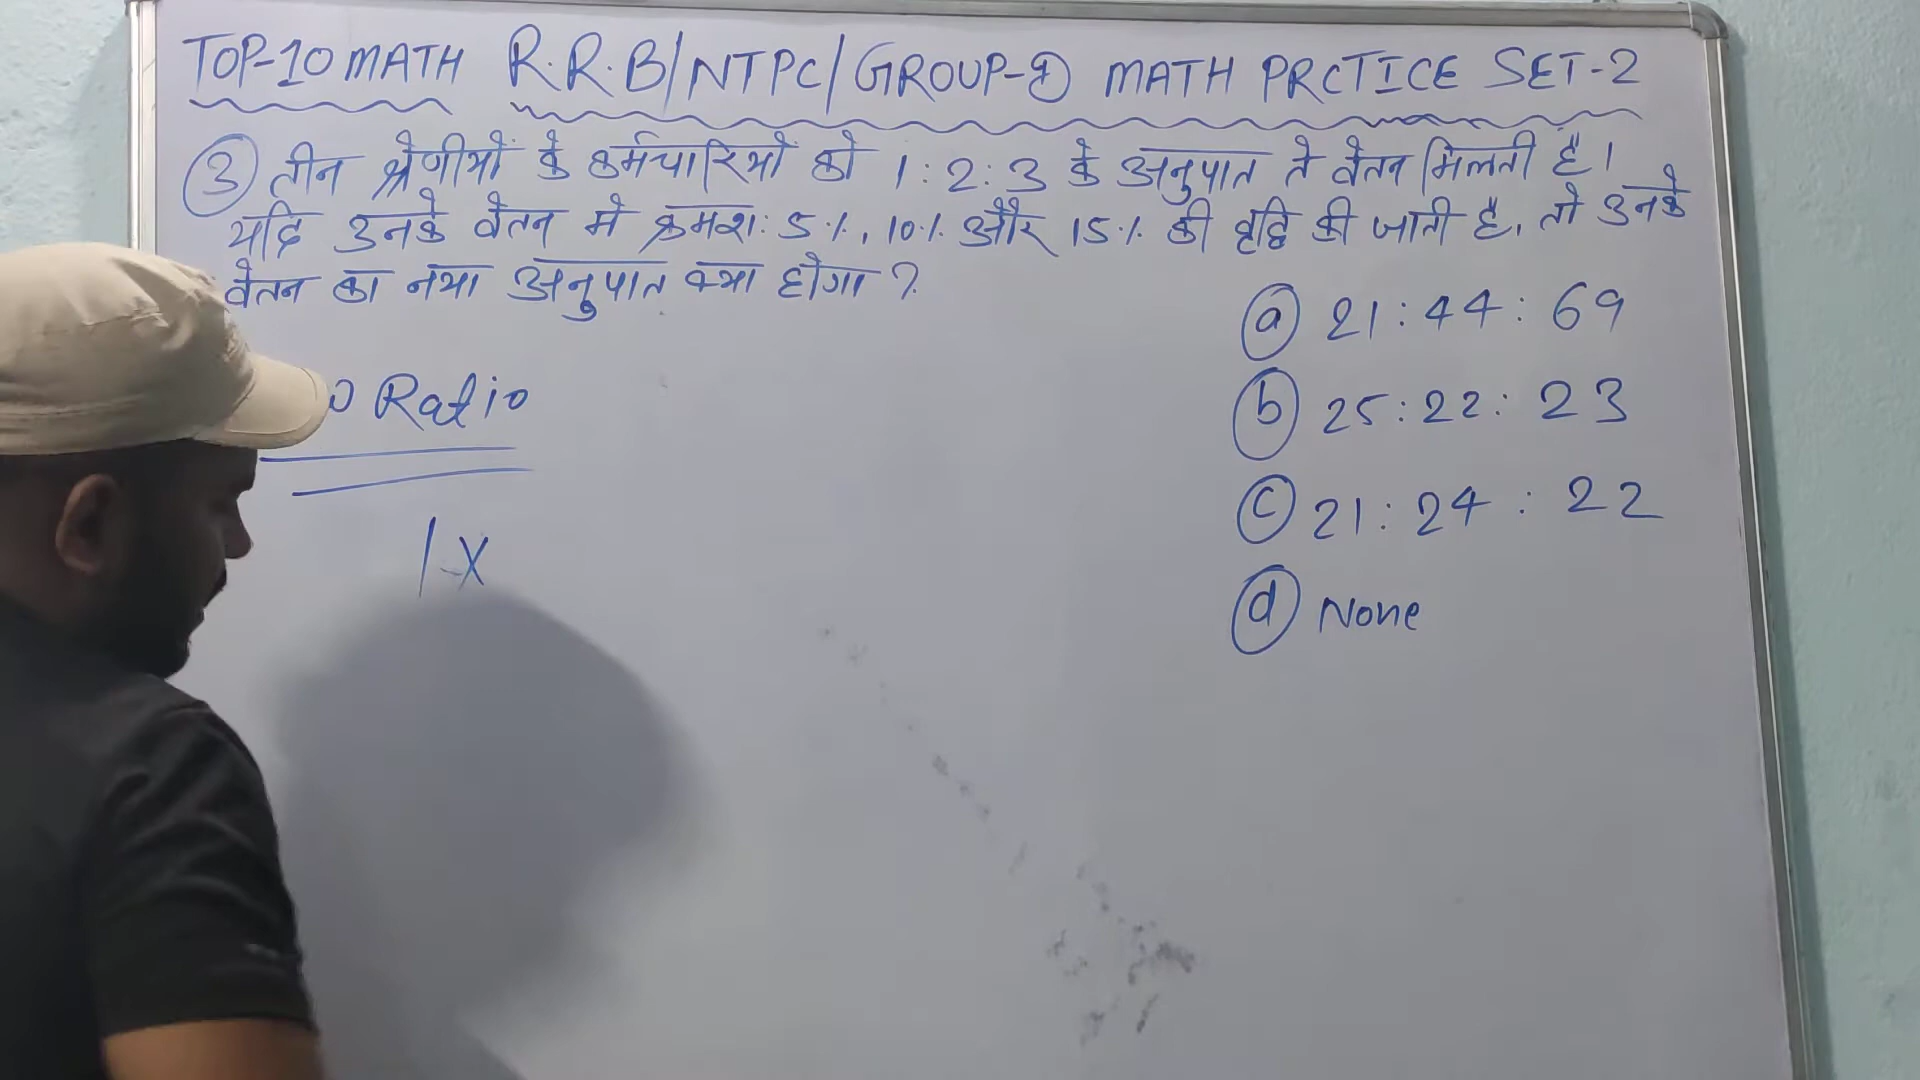 TOP-10 MATH R.R.B/NTPC/GROUP-D MATH PRCTICE SET-2
③ तीन श्रेणीयों के कर्मचारियों को 1:2:3 के अनुपात ते वेतन मिलती है।
यदि उनके वेतन मे क्रमश: 5%, 10% और 15% की वृद्धि की जाती है, तो उनके
वेतन का नया अनुपात क्या होगा?
ⓐ 21:44:69
ⓑ 25:22:23
ⓒ 21:24:22
ⓓ None
Ratio
1×